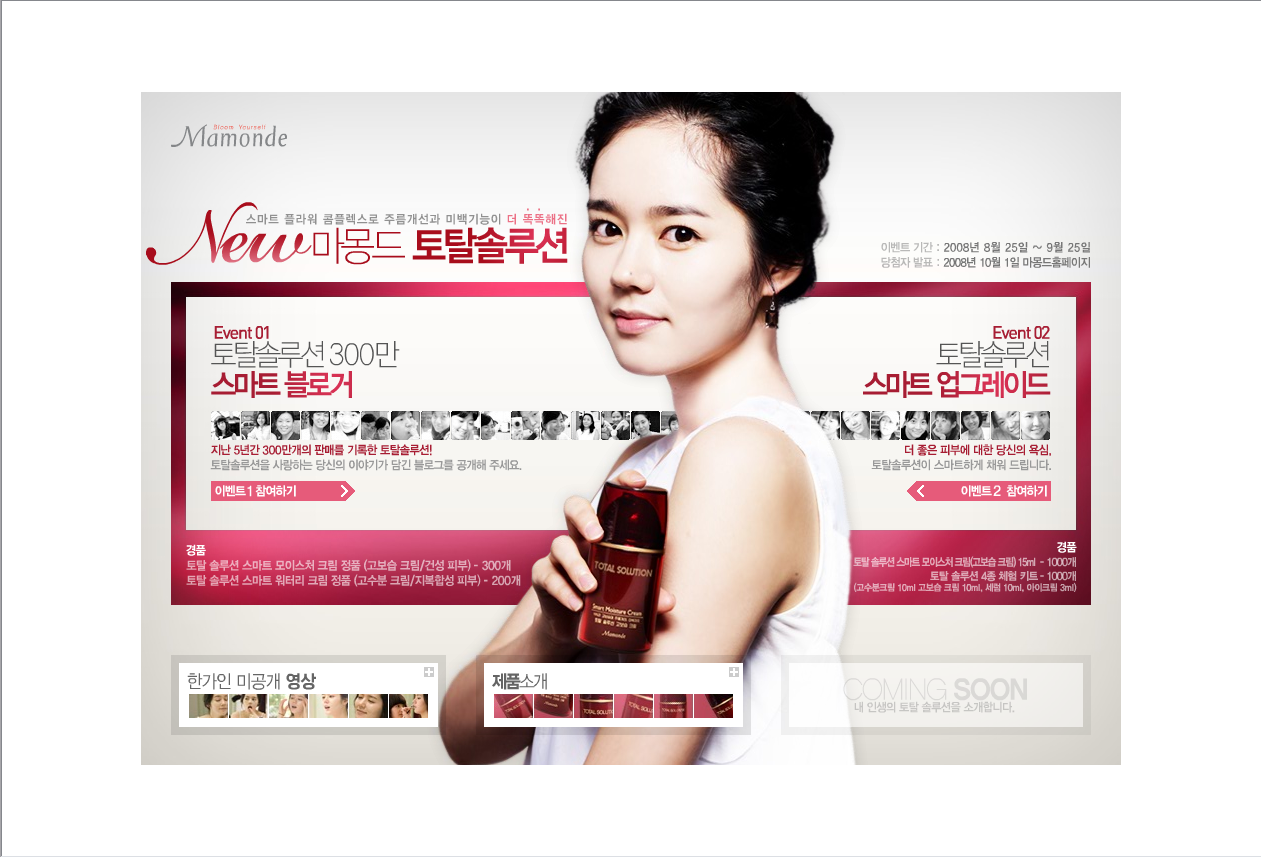 Bloom Yourself
Mamonde
스마트 플라워 콤플렉스로 주름개선과 미백기능이 더 똑똑해진
New 마몽드 토탈솔루션
이벤트 기간 : 2008년 8월 25일 ~ 9월 25일
당첨자 발표 : 2008년 10월 1일 마몽드홈페이지
Event 01
토탈솔루션 300만
스마트 블로거
지난 5년간 300만개의 판매를 기록한 토탈솔루션!
토탈솔루션을 사랑하는 당신의 이야기가 담긴 블로그를 공개해 주세요.
이벤트1 참여하기
Event 02
토탈솔루션
스마트 업그레이드
더 좋은 피부에 대한 당신의 욕심,
토탈솔루션이 스마트하게 채워 드립니다.
이벤트2 참여하기
경품
토탈 솔루션 스마트 모이스처 크림 정품 (고보습 크림/건성 피부) - 300개
토탈 솔루션 스마트 워터리 크림 정품 (고수분 크림/지복합성 피부) - 200개
TOTAL SOLUTION
Smart Moisture Cream
토탈 솔루션 고보습 크림
Mamonde
경품
토탈 솔루션 스마트 모이스처 크림(고보습 크림) 15ml - 1000개
토탈 솔루션 4종 체험 키트 - 1000개
(고수분크림 10ml 고보습 크림 10ml, 세럼 10ml, 아이크림 3ml)
한가인 미공개 영상
제품소개
COMING SOON
내 인생의 토탈 솔루션을 소개합니다.